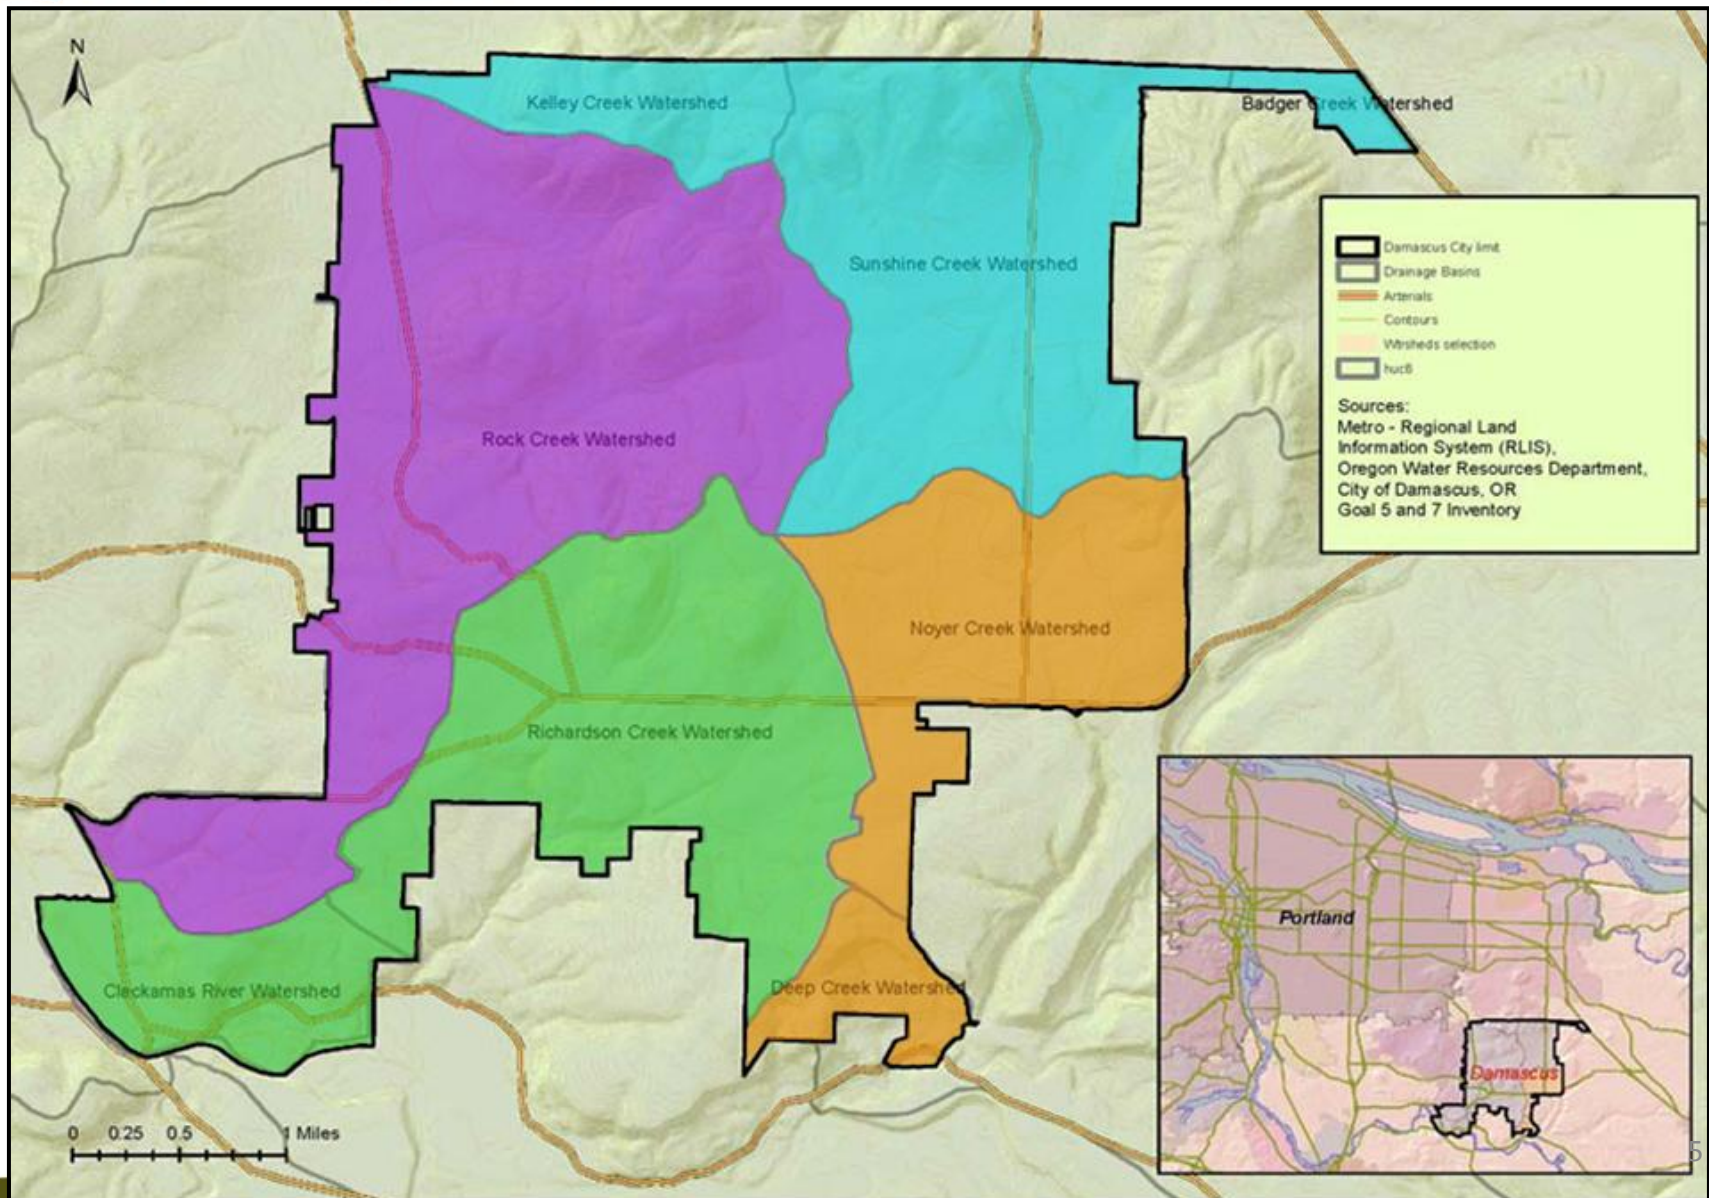 N
Kelley Creek Watershed
Badger Creek Watershed
Sunshine Creek Watershed
Rock Creek Watershed
Noyer Creek Watershed
Richardson Creek Watershed
Clackamas River Watershed
Deep Creek Watershed
Damascus City limit
Drainage Basins
Arterials
Contours
Wtrsheds selection
huc6
Sources:
Metro - Regional Land
Information System (RLIS),
Oregon Water Resources Department,
City of Damascus, OR
Goal 5 and 7 Inventory
Portland
Damascus
0 0.25 0.5 1 Miles
5